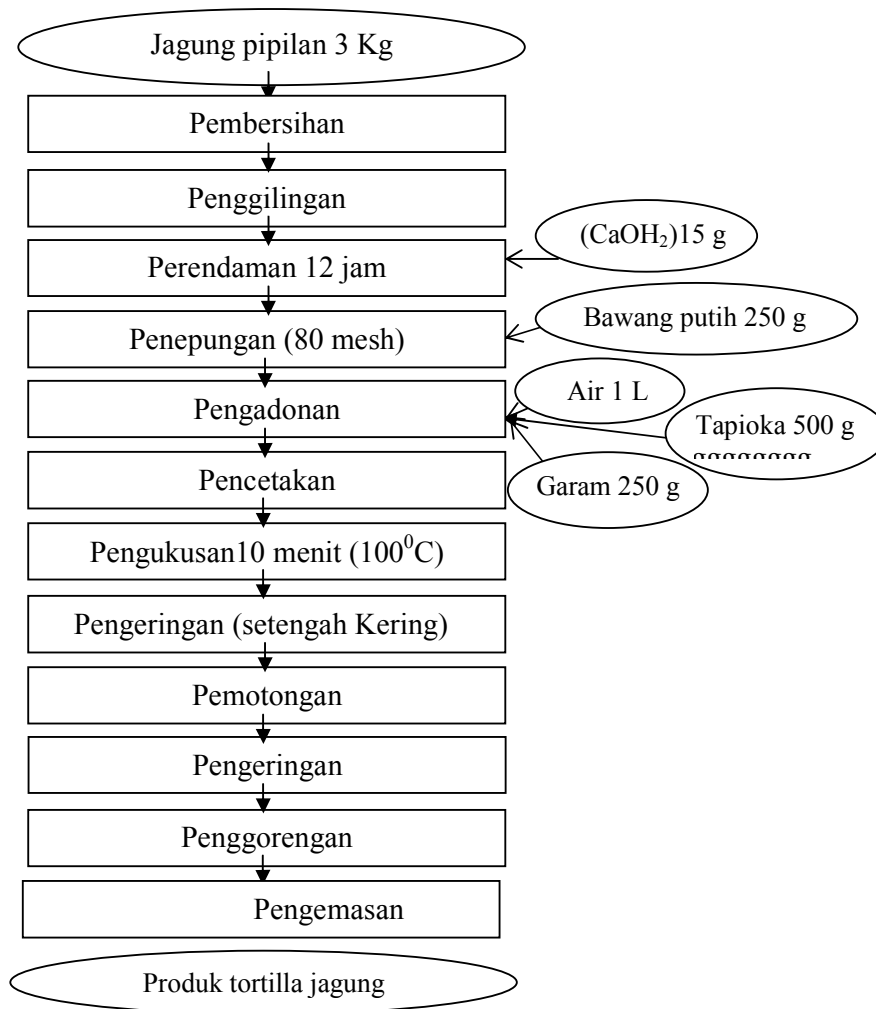 Jagung pipilan 3 Kg
Pembersihan
Penggilingan
(CaOH₂)15 g
Perendaman 12 jam
Bawang putih 250 g
Penepungan (80 mesh)
Air 1 L
Pengadonan
Tapioka 500 g
Pencetakan
Garam 250 g
Pengukusan10 menit (100⁰C)
Pengeringan (setengah Kering)
Pemotongan
Pengeringan
Penggorengan
Pengemasan
Produk tortilla jagung